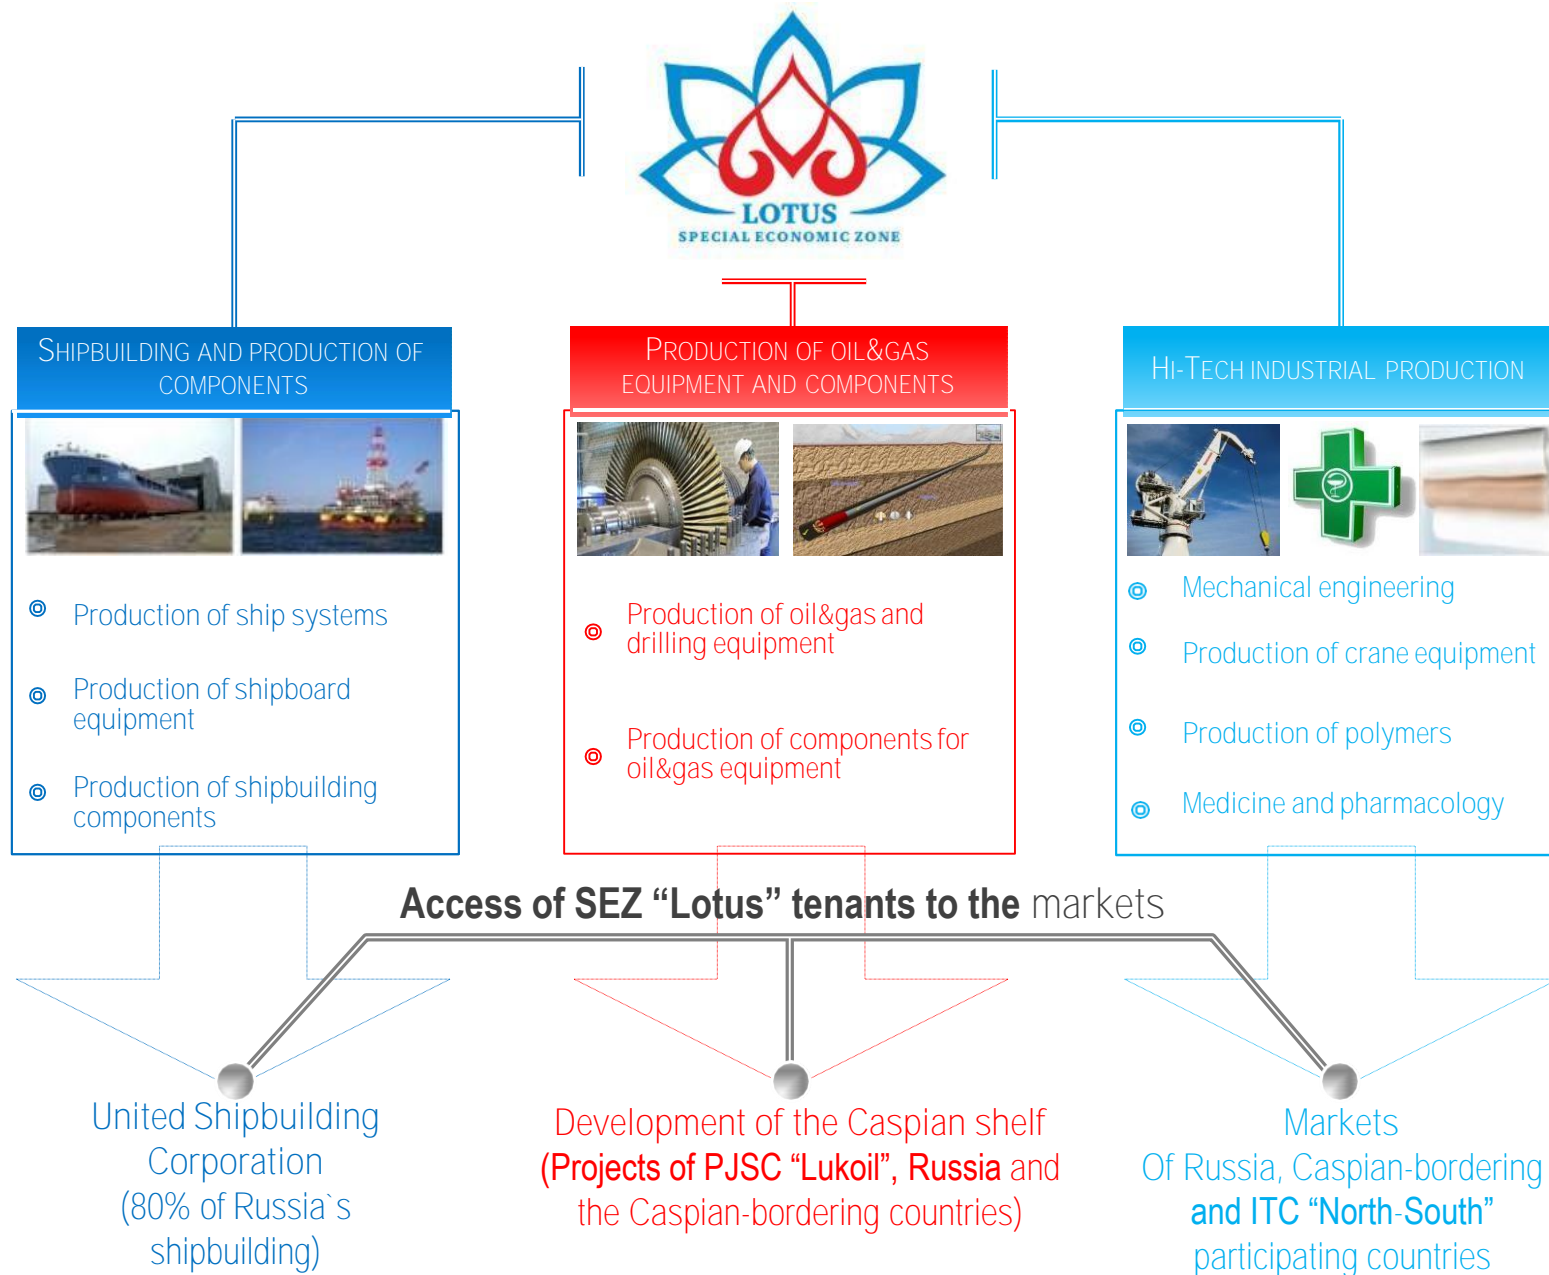 LOTUS
SPECIAL ECONOMIC ZONE
SHIPBUILDING AND PRODUCTION OF
COMPONENTS
Production of ship systems
Production of shipboard
equipment
Production of shipbuilding
components
PRODUCTION OF OIL&GAS
EQUIPMENT AND COMPONENTS
Production of oil&gas and
drilling equipment
Production of components for
oil&gas equipment
HI-TECH INDUSTRIAL PRODUCTION
Mechanical engineering
Production of crane equipment
Production of polymers
Medicine and pharmacology
Access of SEZ “Lotus” tenants to the markets
United Shipbuilding
Corporation
(80% of Russia`s
shipbuilding)
Development of the Caspian shelf
(Projects of PJSC “Lukoil”, Russia and
the Caspian-bordering countries)
Markets
Of Russia, Caspian-bordering
and ITC “North-South”
participating countries